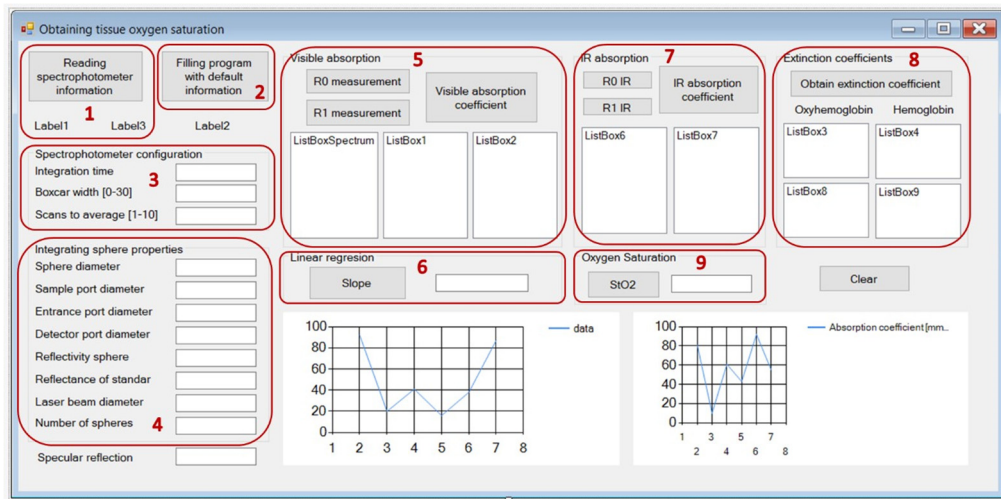 Obtaining tissue oxygen saturation
Reading
spectrophotometer
information
1
Label1
Label3
Filling program
with default
information
2
Label2
Spectrophotometer configuration
3
Integration time
Boxcar width [0-30]
Scans to average [1-10]
Integrating sphere properties
Sphere diameter
Sample port diameter
Entrance port diameter
Detector port diameter
Reflectivity sphere
Reflectance of standar
Laser beam diameter
Number of spheres
4
Specular reflection
Visible absorption
5
R0 measurement
R1 measurement
Visible absorption
coefficient
ListBoxSpectrum
ListBox1
ListBox2
Linear regresion
6
Slope
IR absorption
7
R0 IR
R1 IR
IR absorption
coefficient
ListBox6
ListBox7
Oxygen Saturation
9
StO2
Extinction coefficients
8
Obtain extinction coefficient
Oxyhemoglobin
Hemoglobin
ListBox3
ListBox4
ListBox8
ListBox9
Clear
100
80
60
40
20
0
1 2 3 4 5 6 7 8
data
100
80
60
40
20
0
1 3 5 7
2 4 6 8
Absorption coefficient [mm...